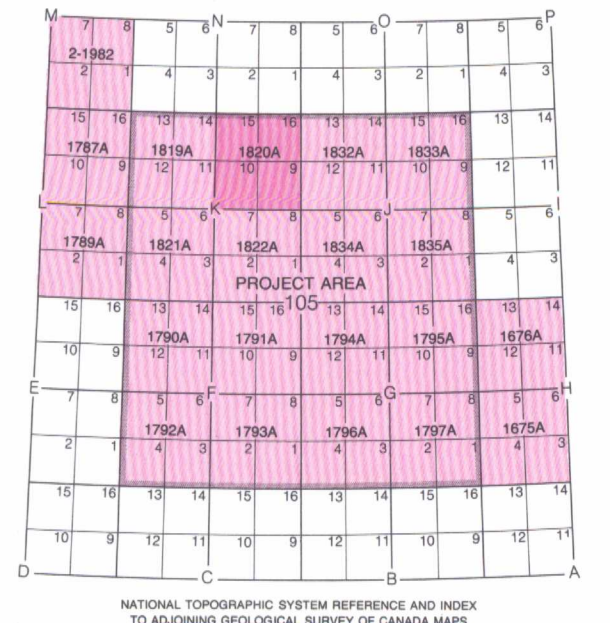 M 7 8 5 6 N 7 8 5 6 O 7 8 5 6 P
2-1982
2 1 4 3 2 1 4 3 2 1 4 3
15 16 13 14 15 16 13 14 15 16 13 14
1787A 1819A 1820A 1832A 1833A
10 9 12 11 10 9 12 11 10 9 12 11
L K J I
7 8 5 6 7 8 5 6 7 8 5 6
1789A 1821A 1822A 1834A 1835A
2 1 4 3 2 1 4 3 2 1 4 3
PROJECT AREA
105
15 16 13 14 15 16 13 14 15 16 13 14
1790A 1791A 1794A 1795A 1676A
10 9 12 11 10 9 12 11 10 9 12 11
E F G H
7 8 5 6 7 8 5 6 7 8 5 6
1792A 1793A 1796A 1797A 1675A
2 1 4 3 2 1 4 3 2 1 4 3
15 16 13 14 15 16 13 14 15 16 13 14
10 9 12 11 10 9 12 11 10 9 12 11
D C B A
NATIONAL TOPOGRAPHIC SYSTEM REFERENCE AND INDEX
TO ADJOINING GEOLOGICAL SURVEY OF CANADA MAPS